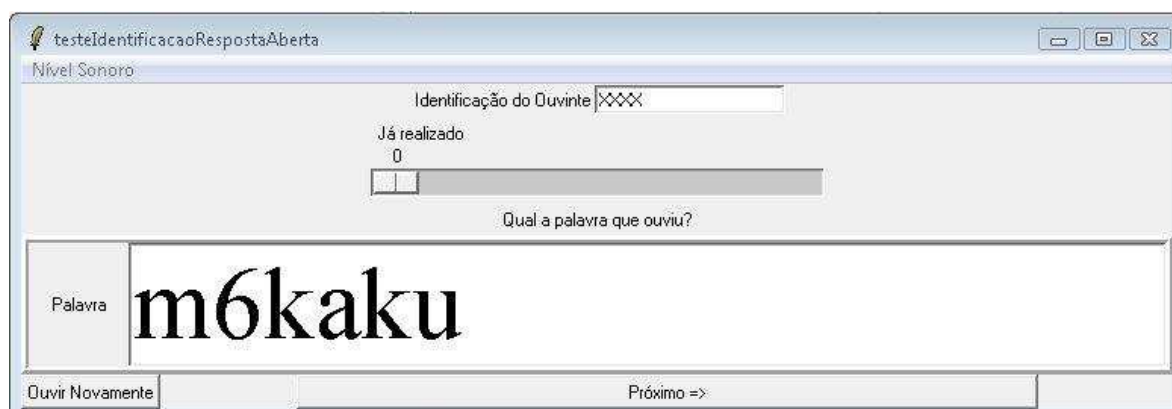 testeIdentificacaoRespostaAberta
Nível Sonoro
Identificação do Ouvinte XXXX
Já realizado
0
Qual a palavra que ouviu?
Palavra m6kaku
Ouvir Novamente Próximo =>